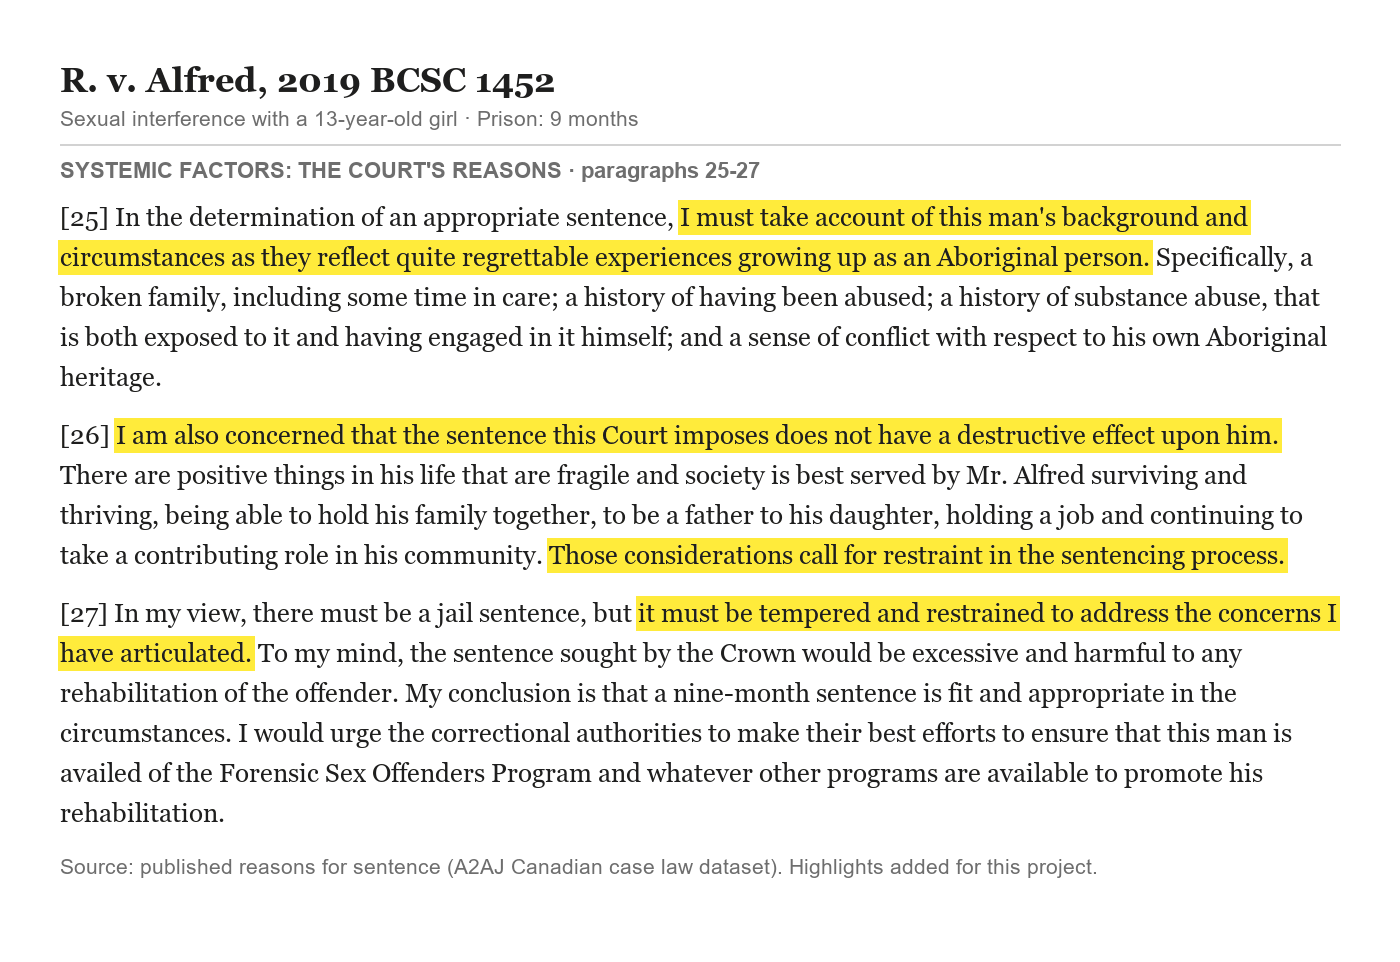 R. v. Alfred, 2019 BCSC 1452
Sexual interference with a 13-year-old girl · Prison: 9 months
SYSTEMIC FACTORS: THE COURT'S REASONS · paragraphs 25-27
[25] In the determination of an appropriate sentence, I must take account of this man's background and
circumstances as they reflect quite regrettable experiences growing up as an Aboriginal person. Specifically, a
broken family, including some time in care; a history of having been abused; a history of substance abuse, that
is both exposed to it and having engaged in it himself; and a sense of conflict with respect to his own Aboriginal
heritage.
[26] I am also concerned that the sentence this Court imposes does not have a destructive effect upon him.
There are positive things in his life that are fragile and society is best served by Mr. Alfred surviving and
thriving, being able to hold his family together, to be a father to his daughter, holding a job and continuing to
take a contributing role in his community. Those considerations call for restraint in the sentencing process.
[27] In my view, there must be a jail sentence, but it must be tempered and restrained to address the concerns I
have articulated. To my mind, the sentence sought by the Crown would be excessive and harmful to any
rehabilitation of the offender. My conclusion is that a nine-month sentence is fit and appropriate in the
circumstances. I would urge the correctional authorities to make their best efforts to ensure that this man is
availed of the Forensic Sex Offenders Program and whatever other programs are available to promote his
rehabilitation.
Source: published reasons for sentence (A2AJ Canadian case law dataset). Highlights added for this project.